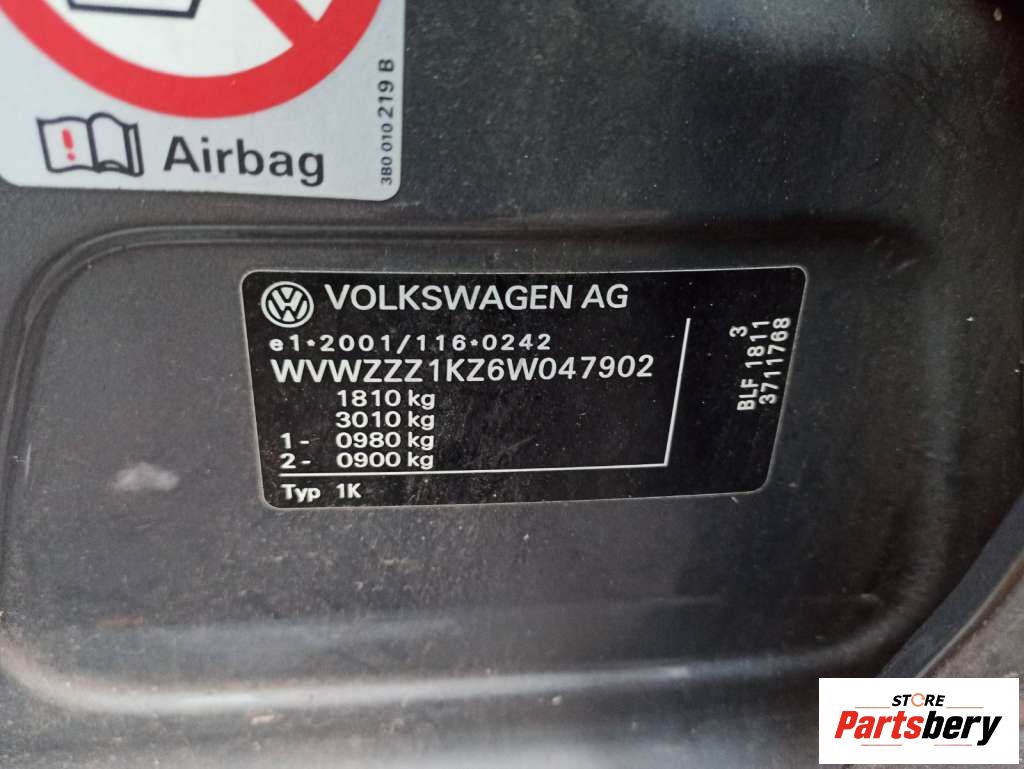 Airbag
3B0 010 219 B
VOLKSWAGEN AG
e1*2001/116*0242
WVWZZZ1KZ6W047902
1810 kg
3010 kg
1- 0980 kg
2- 0900 kg
Typ 1K
3
BLF 1811
3711768
STORE
Partsbery